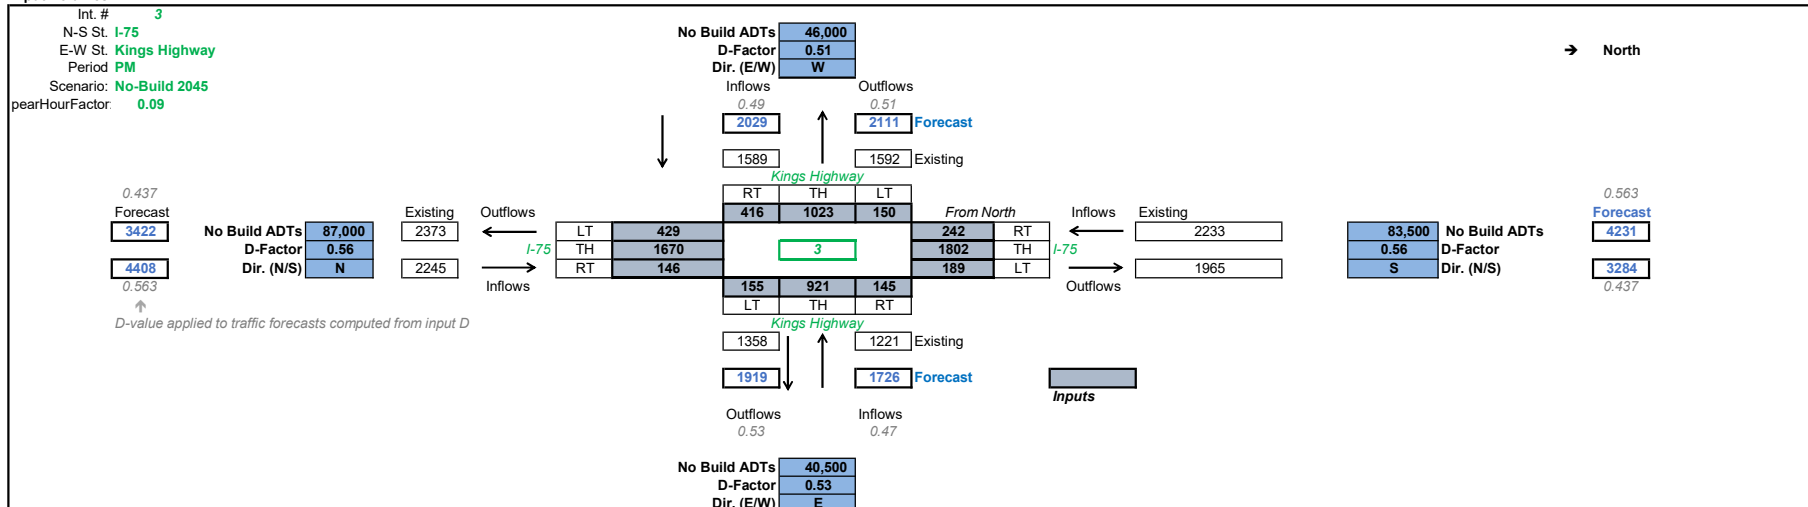 Int. # 3
N-S St. I-75 No Build ADTs 46,000
E-W St. Kings Highway D-Factor 0.51 ➔ North
Period PM Dir. (E/W) W
Scenario: No-Build 2045 Inflows Outflows
pearHourFactor 0.09 0.49 0.51
2029 2111 Forecast
1589 1592 Existing
Kings Highway
0.437 RT TH LT 0.563
Forecast Existing Outflows 416 1023 150 From North Inflows Existing Forecast
3422 No Build ADTs 87,000 2373 LT 429 242 RT 2233 83,500 No Build ADTs 4231
D-Factor 0.56 I-75 TH 1670 3 1802 TH I-75 0.56 D-Factor
4408 Dir. (N/S) N 2245 RT 146 189 LT 1965 S Dir. (N/S) 3284
0.563 Inflows 155 921 145 Outflows 0.437
LT TH RT
D-value applied to traffic forecasts computed from input D Kings Highway
1358 1221 Existing
1919 1726 Forecast
Inputs
Outflows Inflows
0.53 0.47
No Build ADTs 40,500
D-Factor 0.53
Dir. (E/W) E